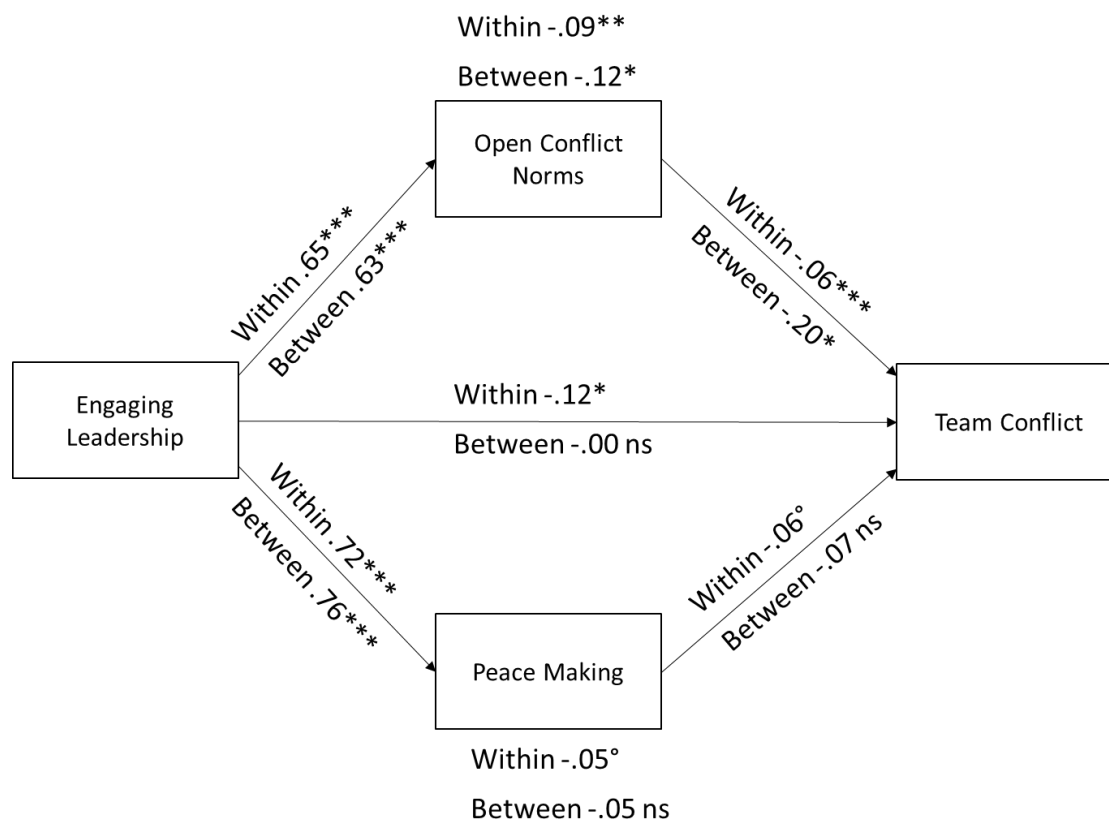 Within -.09**
Between -.12*
Open Conflict
Norms
Within .65***
Between .63***
Within -.06***
Between -.20*
Engaging
Leadership
Within -.12*
Between -.00 ns
Team Conflict
Within .72***
Between .76***
Within -.06°
Between -.07 ns
Peace Making
Within -.05°
Between -.05 ns